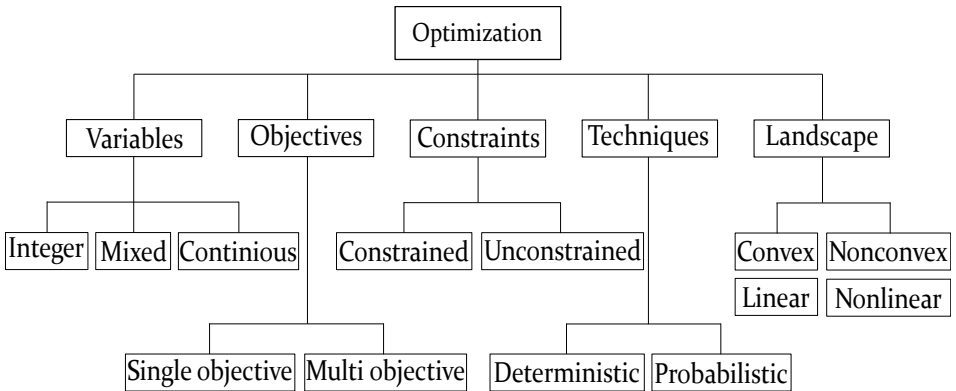 Optimization
Variables
Objectives
Constraints
Techniques
Landscape
Integer
Mixed
Continious
Constrained
Unconstrained
Convex
Nonconvex
Linear
Nonlinear
Single objective
Multi objective
Deterministic
Probabilistic